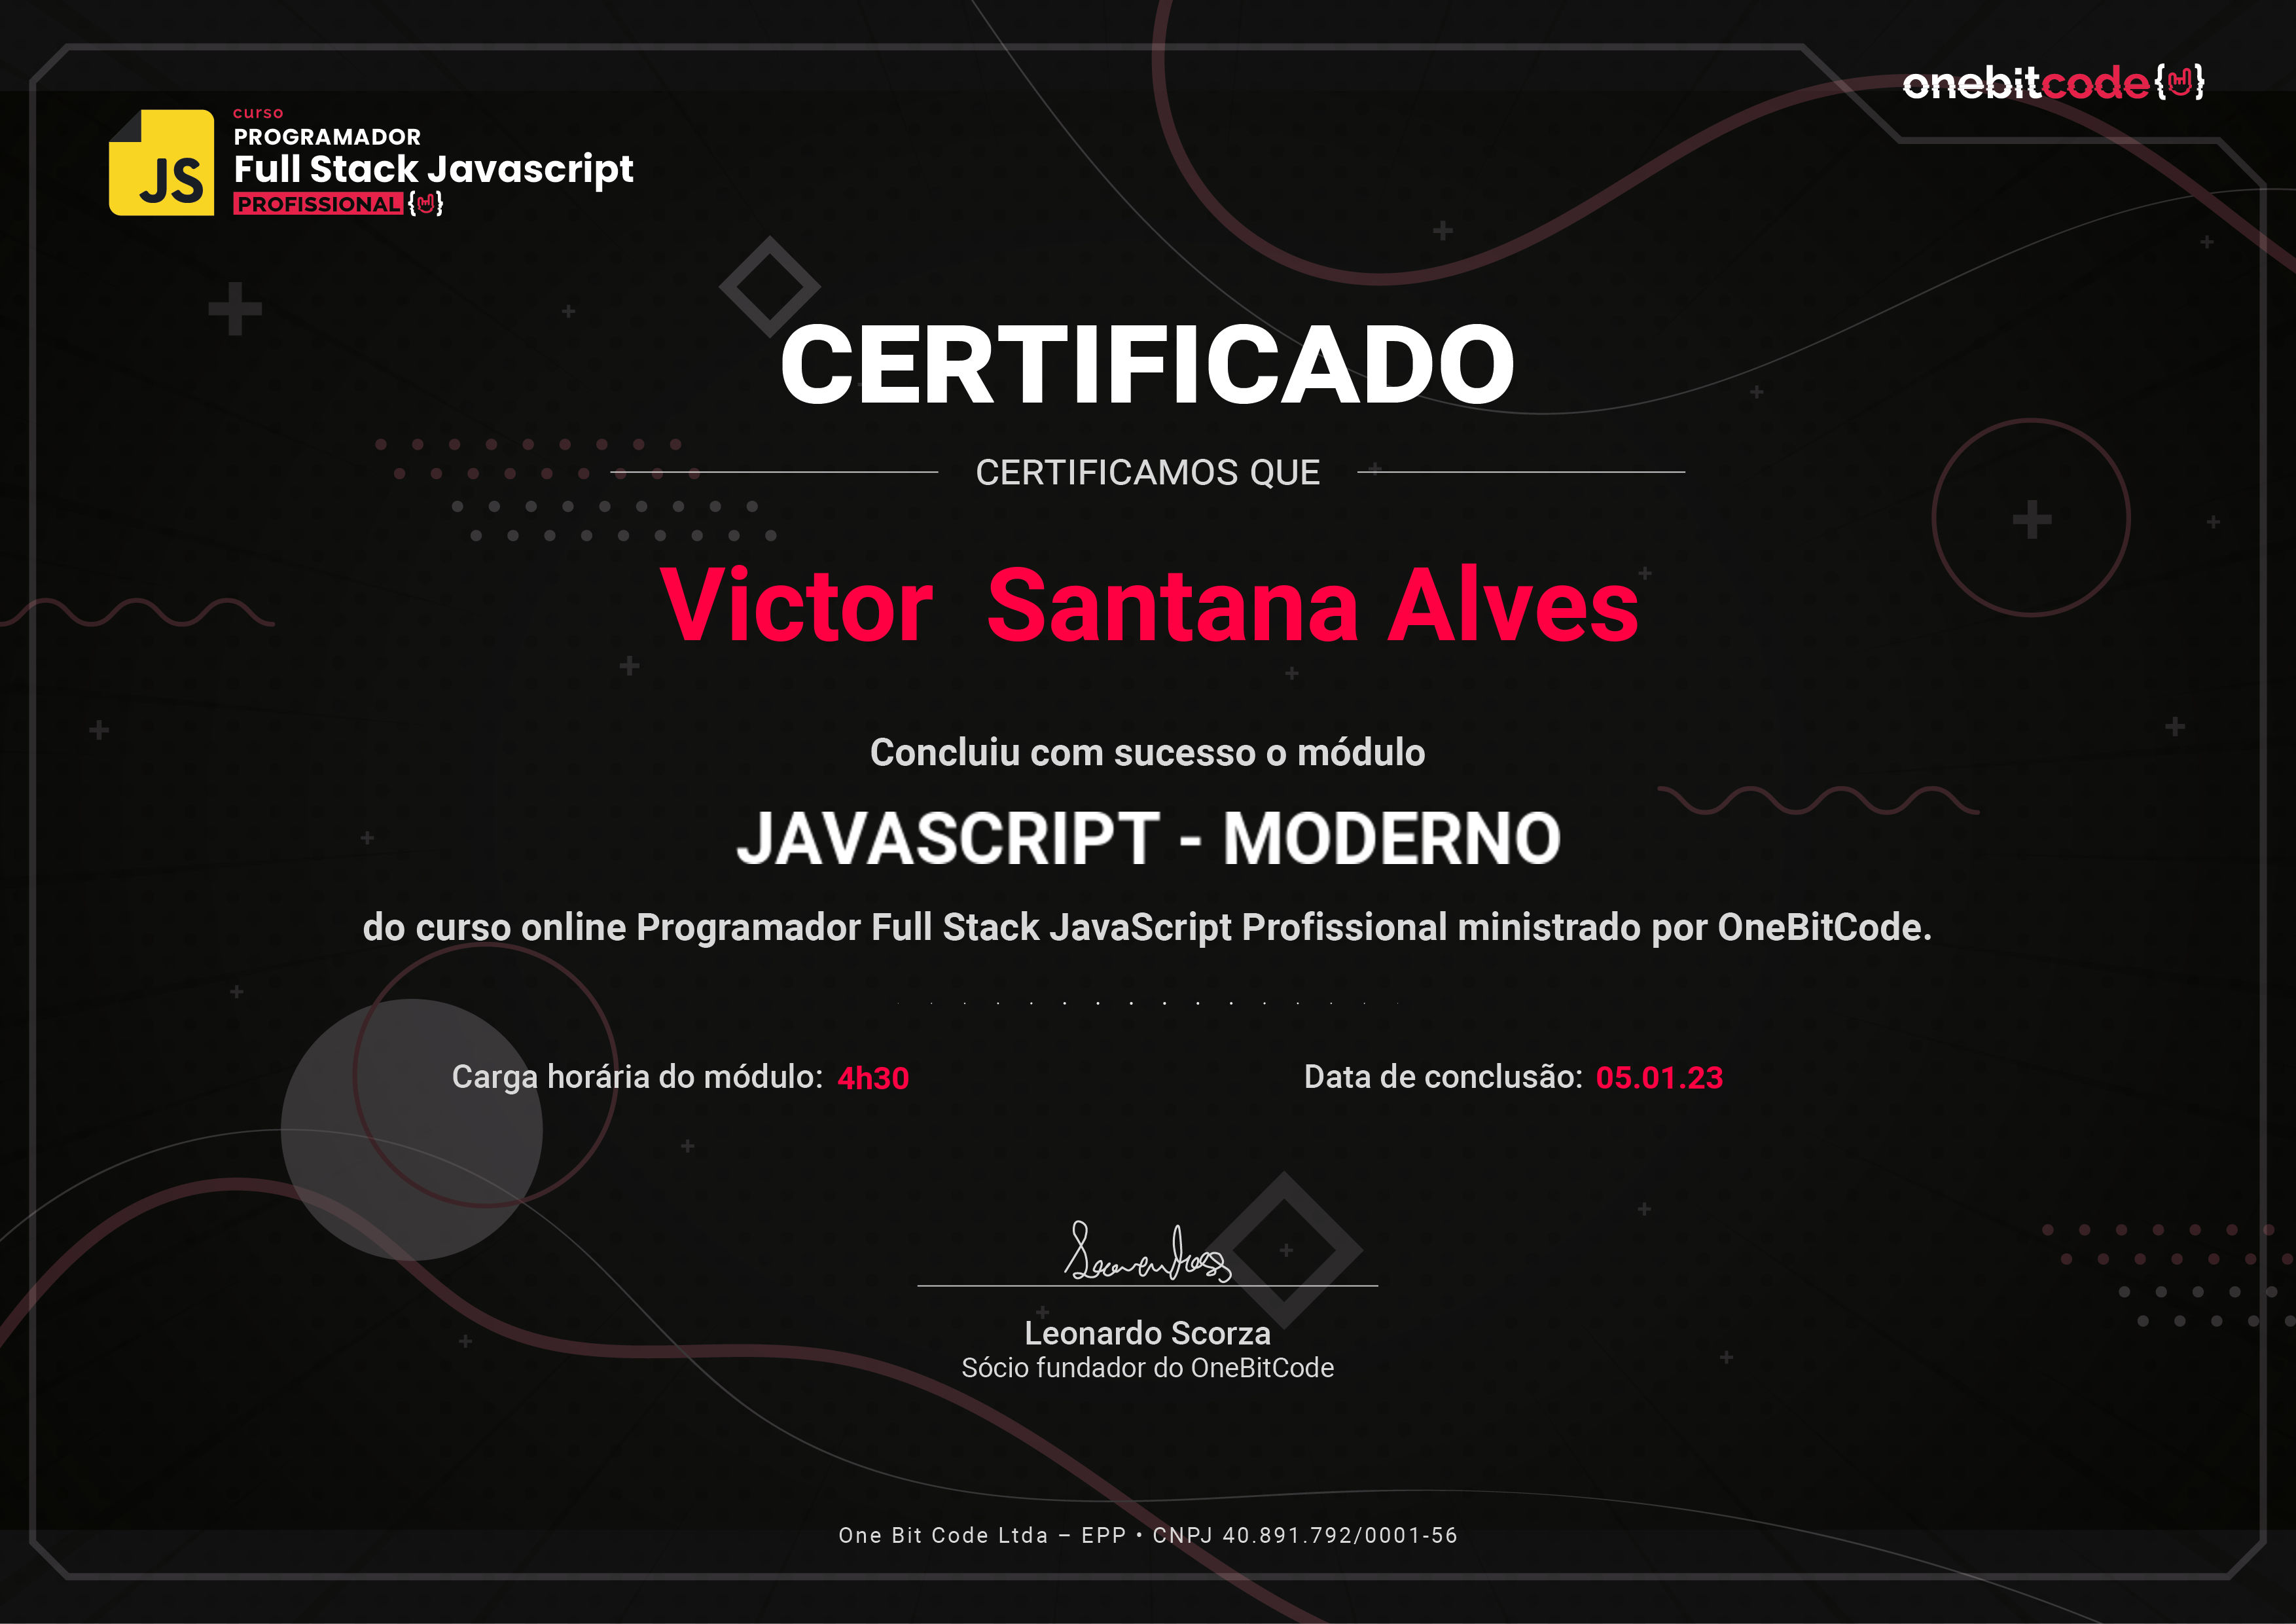 onebitcode{}
curso
PROGRAMADOR
Full Stack Javascript
PROFISSIONAL {}
JS
CERTIFICADO
CERTIFICAMOS QUE
Victor  Santana Alves
Concluiu com sucesso o módulo
JAVASCRIPT - MODERNO
do curso online Programador Full Stack JavaScript Profissional ministrado por OneBitCode.
Carga horária do módulo: 4h30
Data de conclusão: 05.01.23
Leonardo Scorza
Sócio fundador do OneBitCode
One Bit Code Ltda – EPP • CNPJ 40.891.792/0001-56